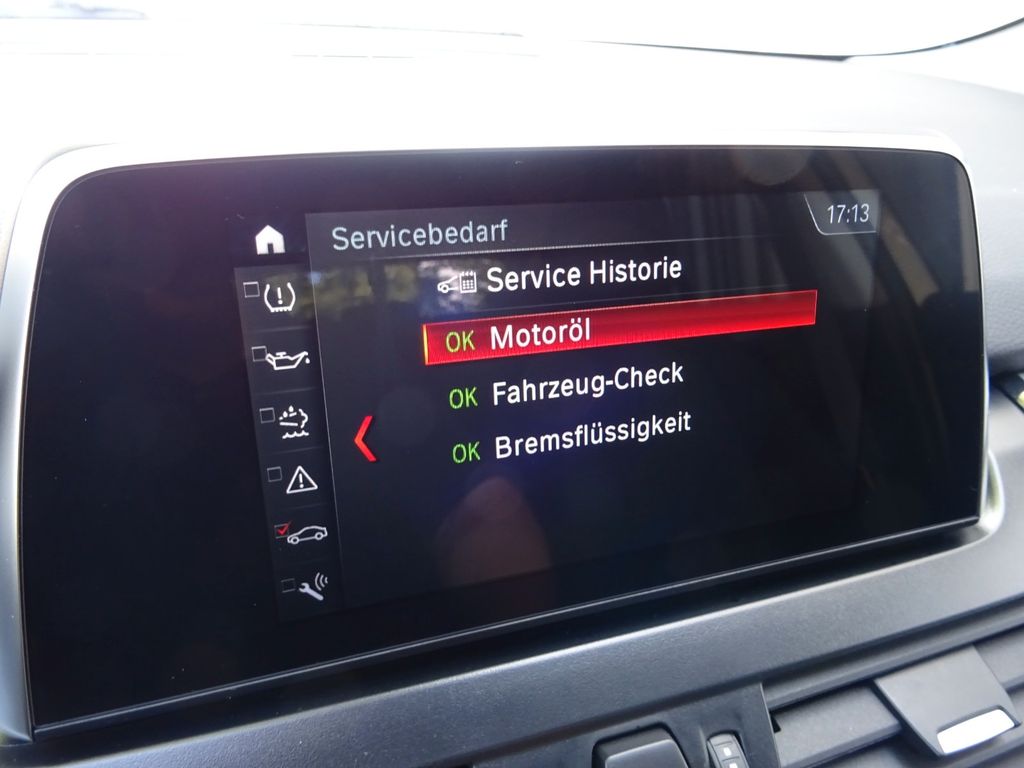 Servicebedarf
17:13
Service Historie
OK Motoröl
OK Fahrzeug-Check
OK Bremsflüssigkeit